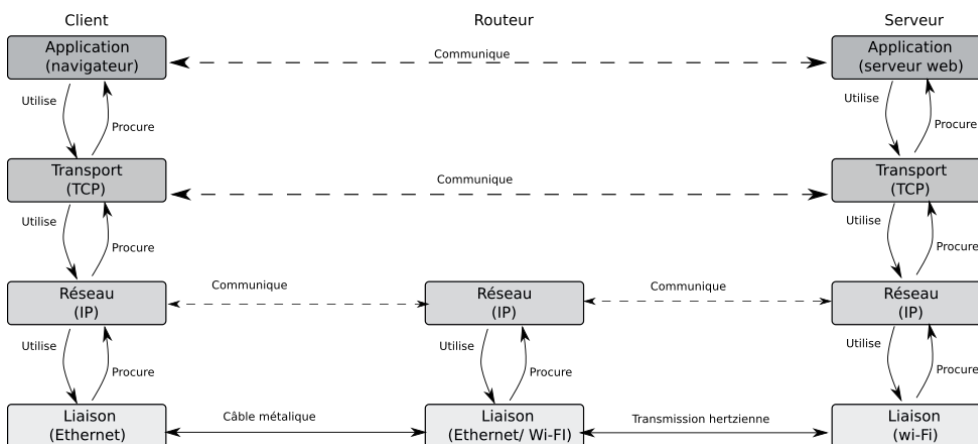 Client
Routeur
Serveur
Application
(navigateur)
Communique
Application
(serveur web)
Utilise
Procure
Utilise
Procure
Transport
(TCP)
Communique
Transport
(TCP)
Utilise
Procure
Utilise
Procure
Réseau
(IP)
Communique
Réseau
(IP)
Communique
Réseau
(IP)
Utilise
Procure
Utilise
Procure
Utilise
Procure
Liaison
(Ethernet)
Câble métalique
Liaison
(Ethernet/ Wi-FI)
Transmission hertzienne
Liaison
(wi-Fi)